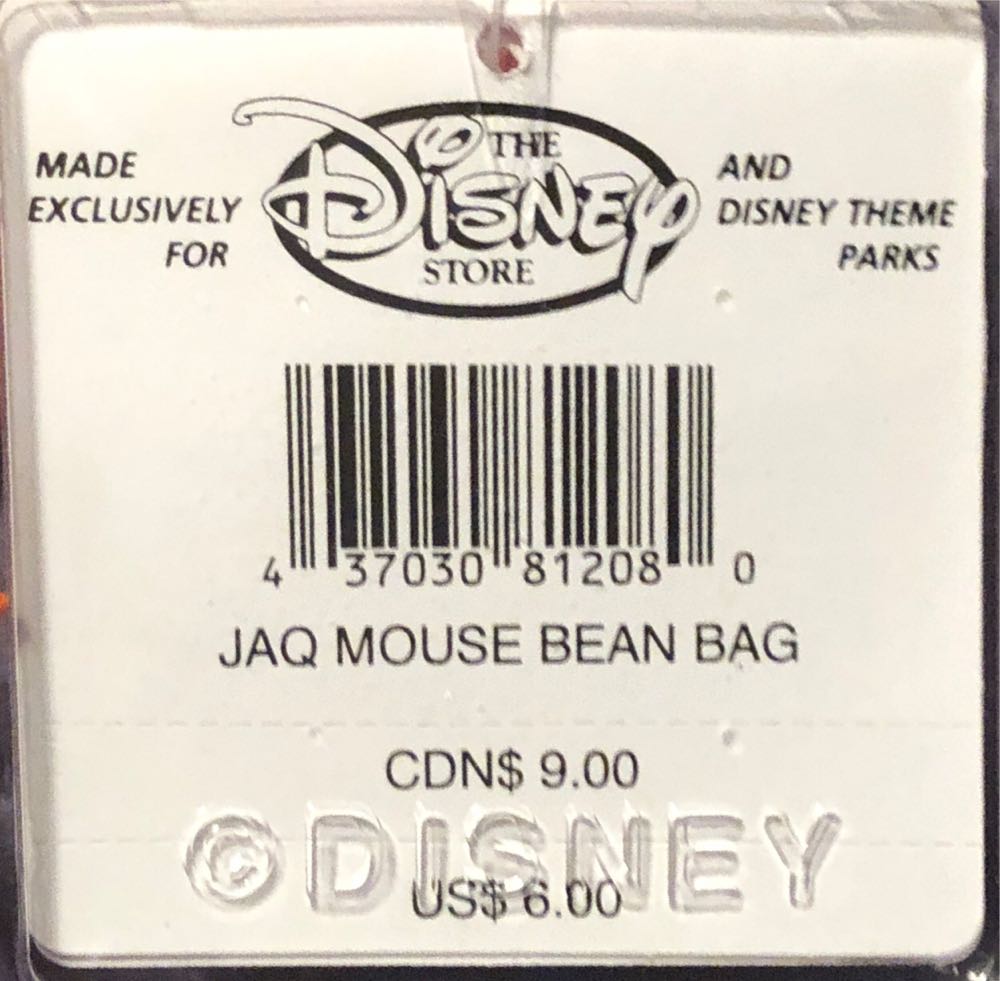 MADE
EXCLUSIVELY
FOR
THE
DISNEY
STORE
AND
DISNEY THEME
PARKS
4 37030 81208 0
JAQ MOUSE BEAN BAG
CDN$ 9.00
©DISNEY
US$ 6.00